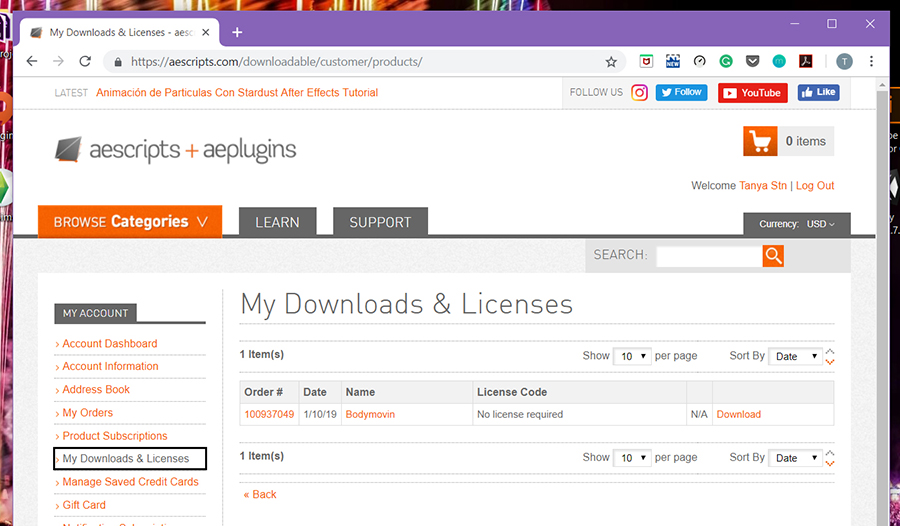 My Downloads & Licenses - aesc
https://aescripts.com/downloadable/customer/products/
NEW
T
LATEST Animación de Particulas Con Stardust After Effects Tutorial
FOLLOW US Follow YouTube Like
aescripts + aeplugins
0 items
Welcome Tanya Stn | Log Out
BROWSE Categories LEARN SUPPORT
Currency: USD
SEARCH:
MY ACCOUNT
› Account Dashboard
› Account Information
› Address Book
› My Orders
› Product Subscriptions
› My Downloads & Licenses
› Manage Saved Credit Cards
› Gift Card
My Downloads & Licenses
1 Item(s) Show 10 per page Sort By Date
Order # Date Name License Code
100937049 1/10/19 Bodymovin No license required N/A Download
1 Item(s) Show 10 per page Sort By Date
« Back